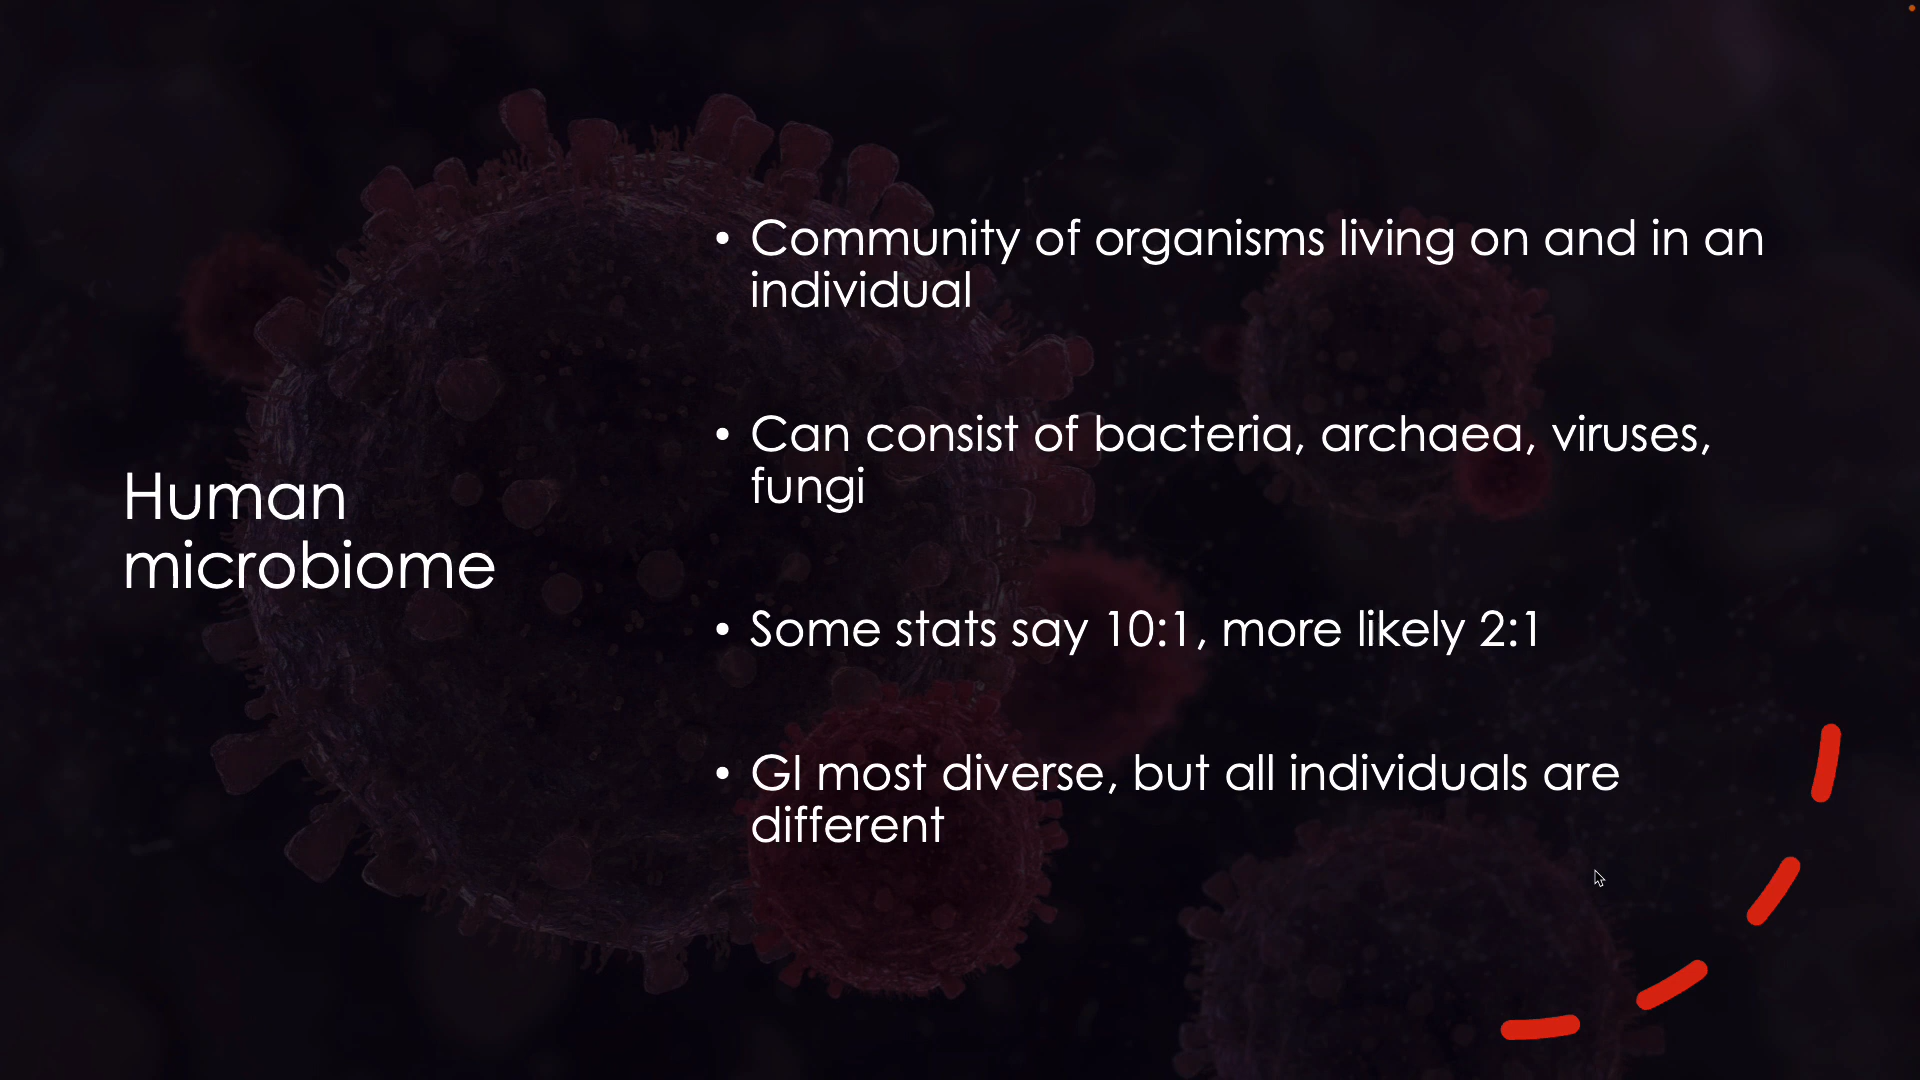 Human
microbiome
• Community of organisms living on and in an
individual
• Can consist of bacteria, archaea, viruses,
fungi
• Some stats say 10:1, more likely 2:1
• GI most diverse, but all individuals are
different